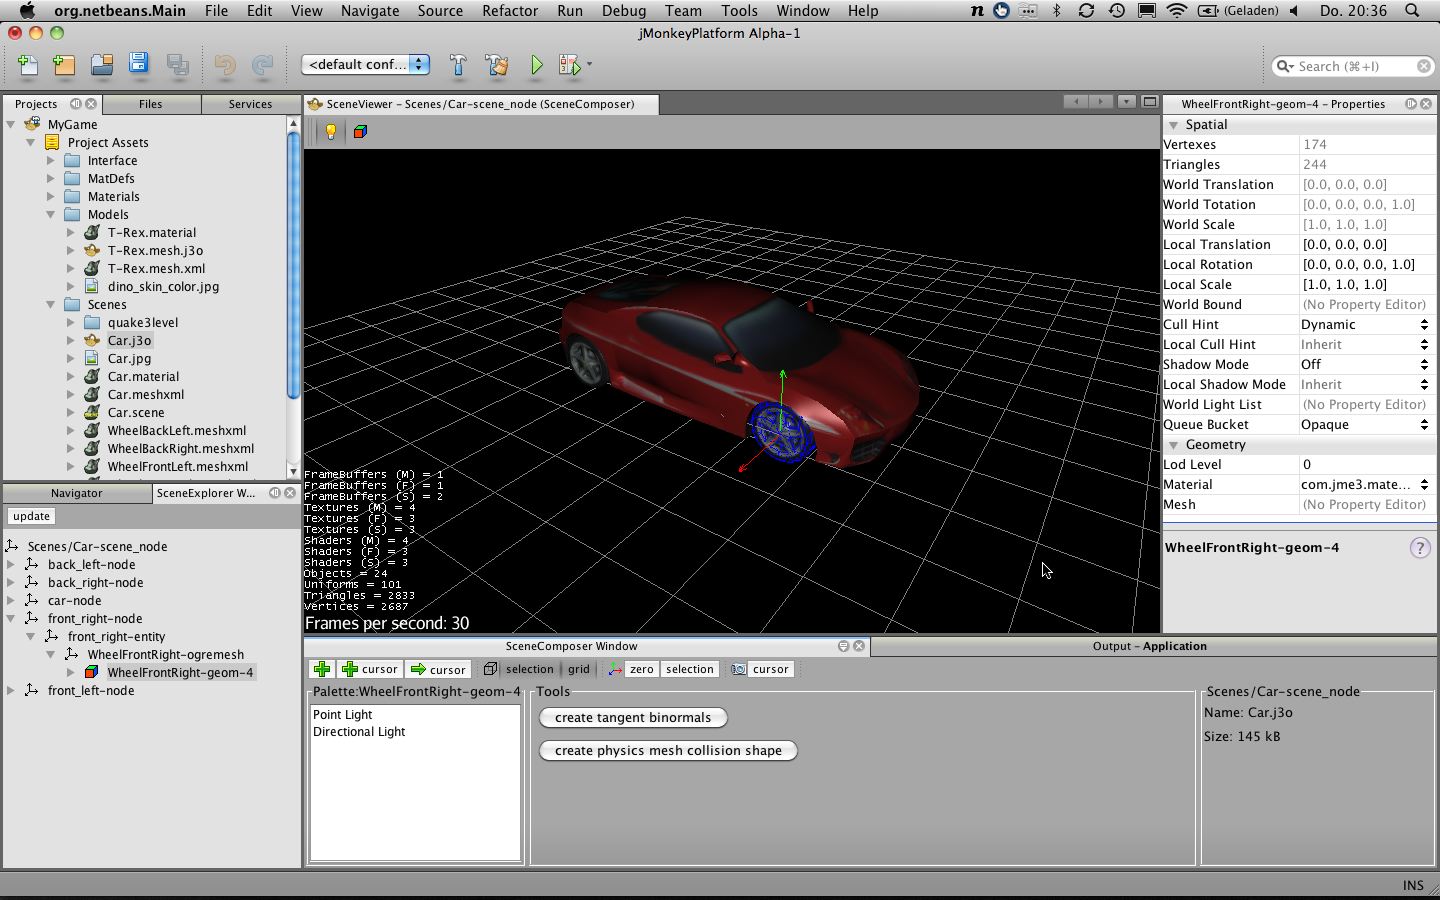 org.netbeans.Main File Edit View Navigate Source Refactor Run Debug Team Tools Window Help (Geladen) Do. 20:36
jMonkeyPlatform Alpha-1
<default conf...
Search (⌘+I)
Projects Files Services
MyGame
Project Assets
Interface
MatDefs
Materials
Models
T-Rex.material
T-Rex.mesh.j3o
T-Rex.mesh.xml
dino_skin_color.jpg
Scenes
quake3level
Car.j3o
Car.jpg
Car.material
Car.meshxml
Car.scene
WheelBackLeft.meshxml
WheelBackRight.meshxml
WheelFrontLeft.meshxml
Navigator SceneExplorer W...
update
Scenes/Car-scene_node
back_left-node
back_right-node
car-node
front_right-node
front_right-entity
WheelFrontRight-ogremesh
WheelFrontRight-geom-4
front_left-node
SceneViewer - Scenes/Car-scene_node (SceneComposer)
FrameBuffers (M) = 1
FrameBuffers (F) = 1
FrameBuffers (S) = 2
Textures (M) = 4
Textures (F) = 3
Textures (S) = 3
Shaders (M) = 4
Shaders (F) = 3
Shaders (S) = 3
Objects = 24
Uniforms = 101
Triangles = 2833
Vertices = 2687
Frames per second: 30
SceneComposer Window Output - Application
cursor cursor selection grid zero selection cursor
Palette:WheelFrontRight-geom-4
Point Light
Directional Light
Tools
create tangent binormals
create physics mesh collision shape
Scenes/Car-scene_node
Name: Car.j3o
Size: 145 kB
WheelFrontRight-geom-4 - Properties
Spatial
Vertexes 174
Triangles 244
World Translation [0.0, 0.0, 0.0]
World Totation [0.0, 0.0, 0.0, 1.0]
World Scale [1.0, 1.0, 1.0]
Local Translation [0.0, 0.0, 0.0]
Local Rotation [0.0, 0.0, 0.0, 1.0]
Local Scale [1.0, 1.0, 1.0]
World Bound (No Property Editor)
Cull Hint Dynamic
Local Cull Hint Inherit
Shadow Mode Off
Local Shadow Mode Inherit
World Light List (No Property Editor)
Queue Bucket Opaque
Geometry
Lod Level 0
Material com.jme3.mate...
Mesh (No Property Editor)
WheelFrontRight-geom-4
?
INS